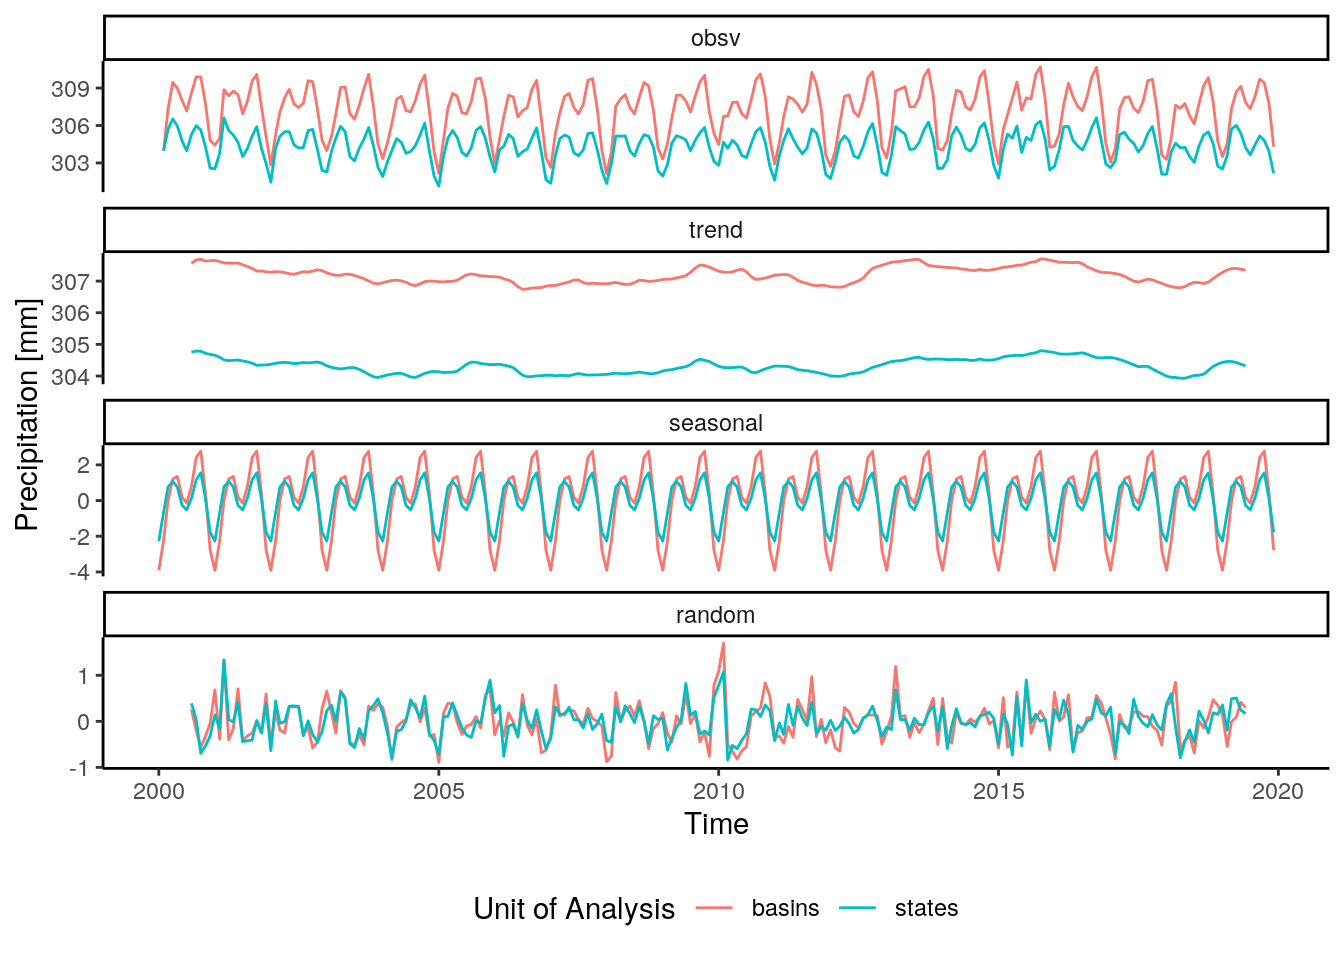 obsv
309
306
303
trend
307
306
305
304
seasonal
2
0
-2
-4
random
1
0
-1
Precipitation [mm]
2000 2005 2010 2015 2020
Time
Unit of Analysis basins states